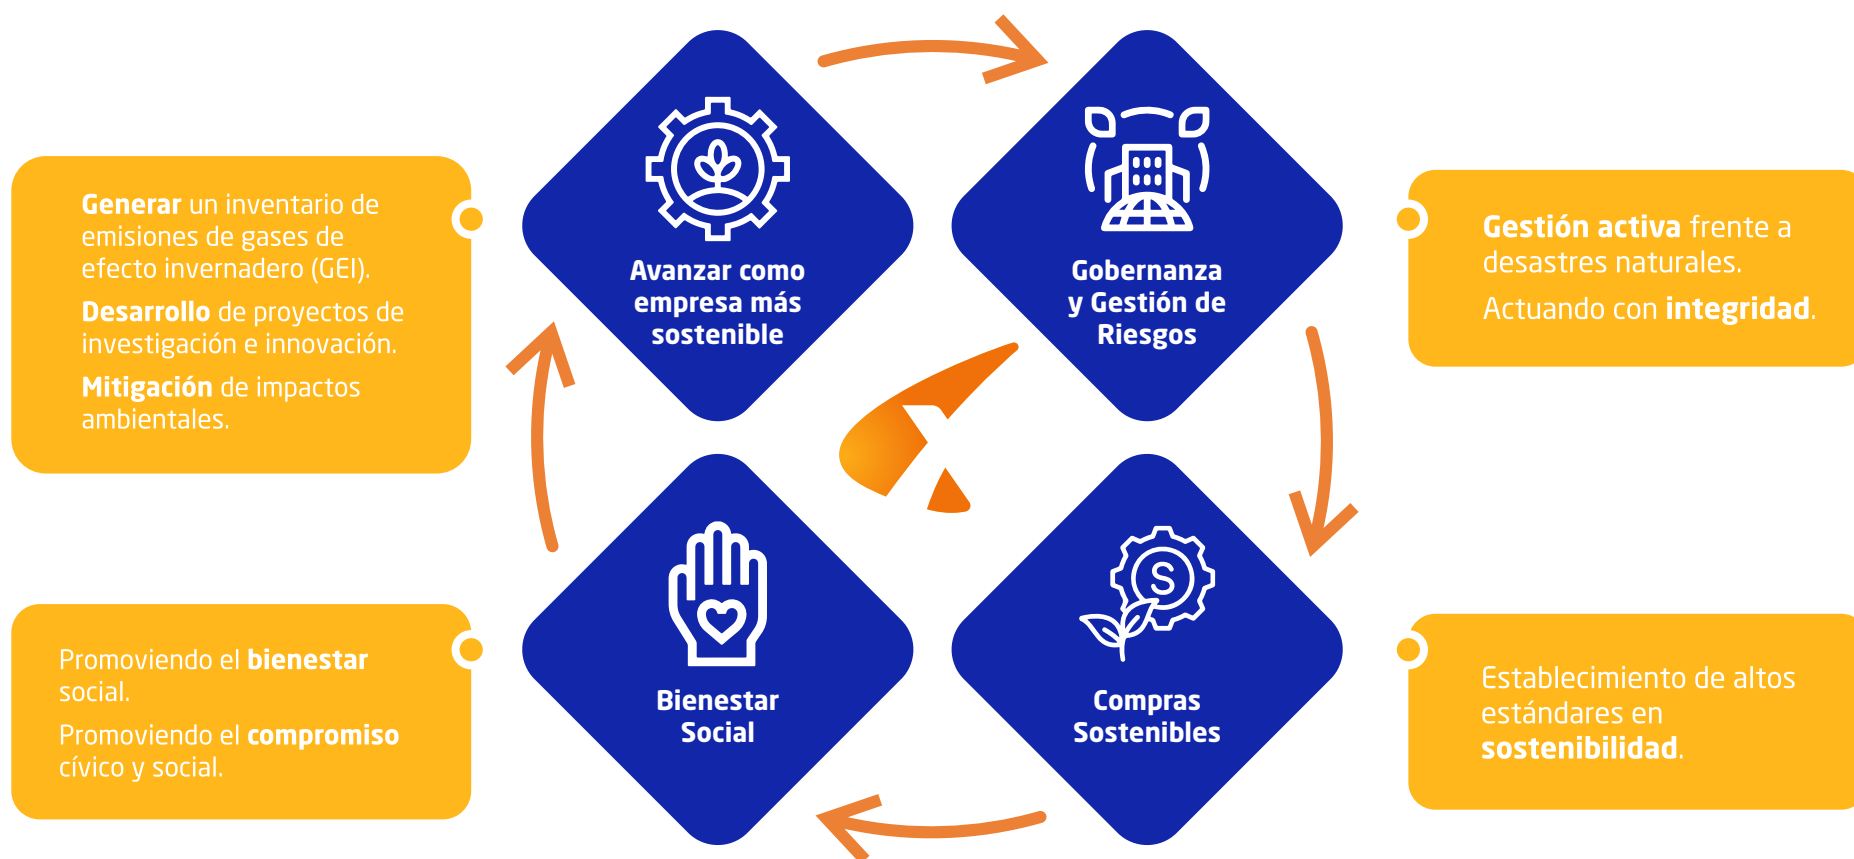 Generar un inventario de
emisiones de gases de
efecto invernadero (GEI).
Desarrollo de proyectos de
investigación e innovación.
Mitigación de impactos
ambientales.
Avanzar como
empresa más
sostenible
Gobernanza
y Gestión de
Riesgos
Gestión activa frente a
desastres naturales.
Actuando con integridad.
Promoviendo el bienestar
social.
Promoviendo el compromiso
cívico y social.
Bienestar
Social
S
Compras
Sostenibles
Establecimiento de altos
estándares en
sostenibilidad.